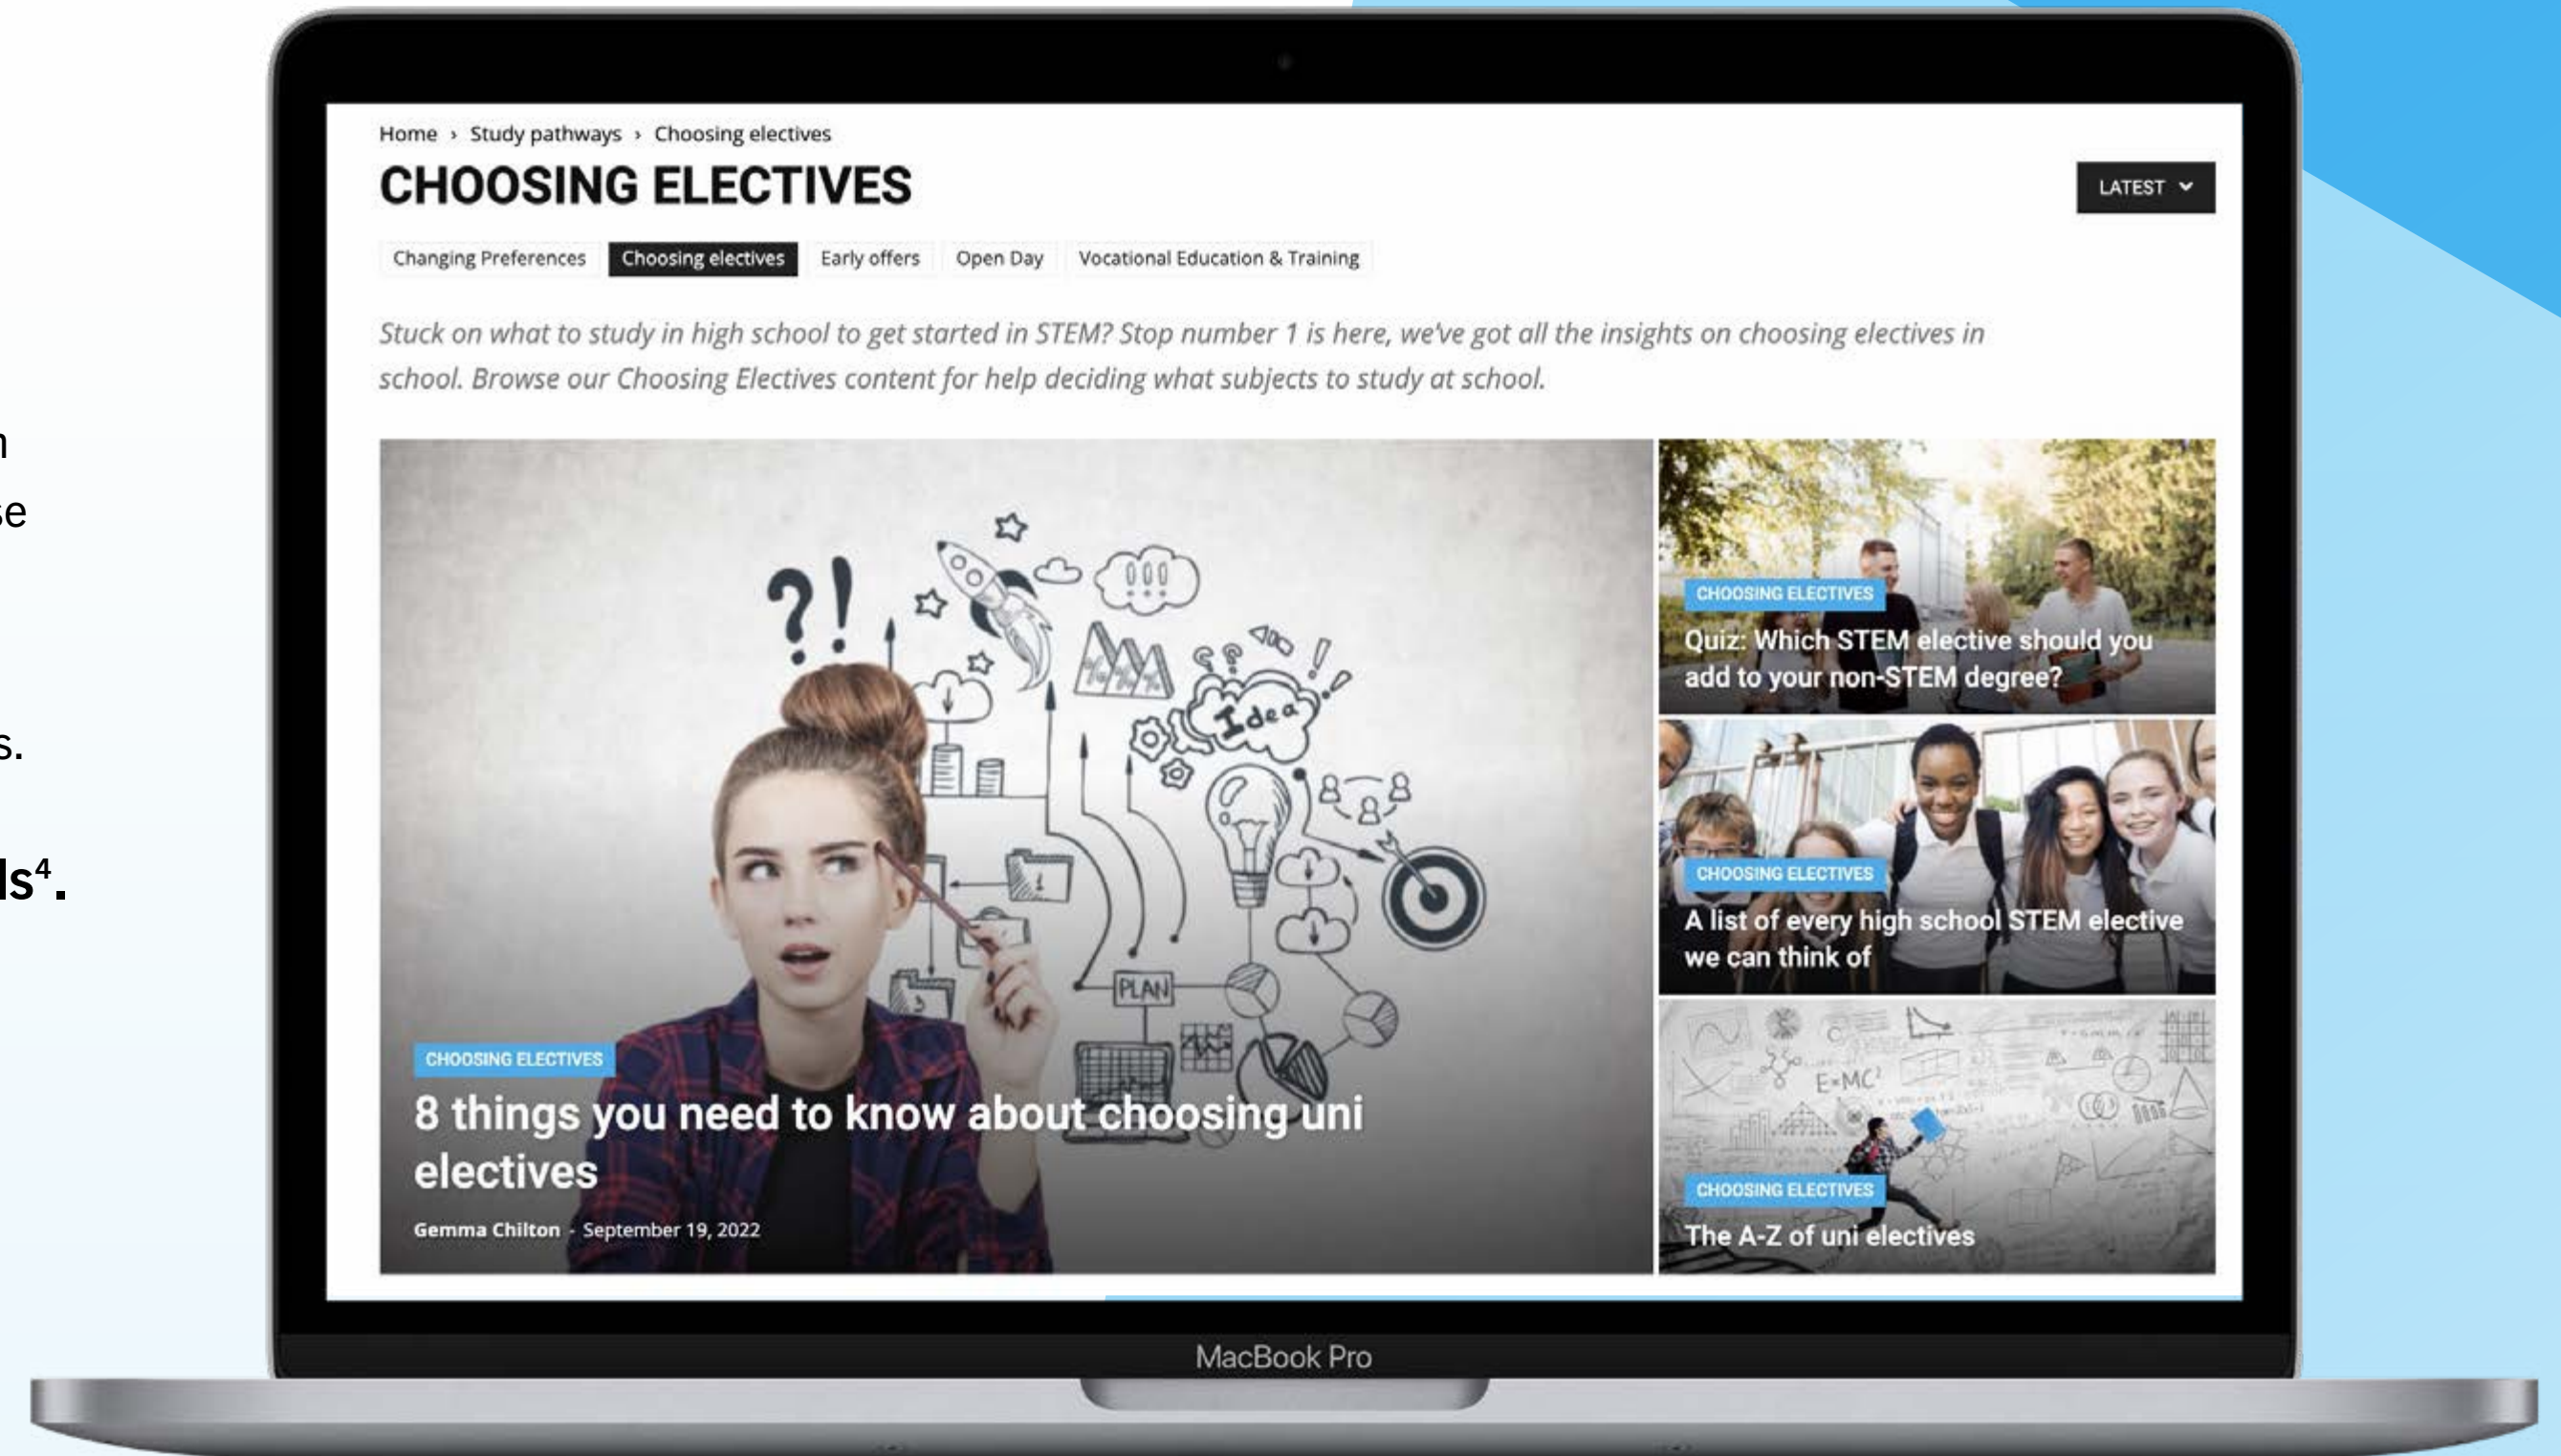 Home › Study pathways › Choosing electives
CHOOSING ELECTIVES
LATEST
Changing Preferences Choosing electives Early offers Open Day Vocational Education & Training
Stuck on what to study in high school to get started in STEM? Stop number 1 is here, we've got all the insights on choosing electives in
school. Browse our Choosing Electives content for help deciding what subjects to study at school.
?!
Idea
1
3
PLAN
CHOOSING ELECTIVES
8 things you need to know about choosing uni
electives
Gemma Chilton - September 19, 2022
CHOOSING ELECTIVES
Quiz: Which STEM elective should you
add to your non-STEM degree?
CHOOSING ELECTIVES
A list of every high school STEM elective
we can think of
E=MC²
CHOOSING ELECTIVES
The A-Z of uni electives
MacBook Pro